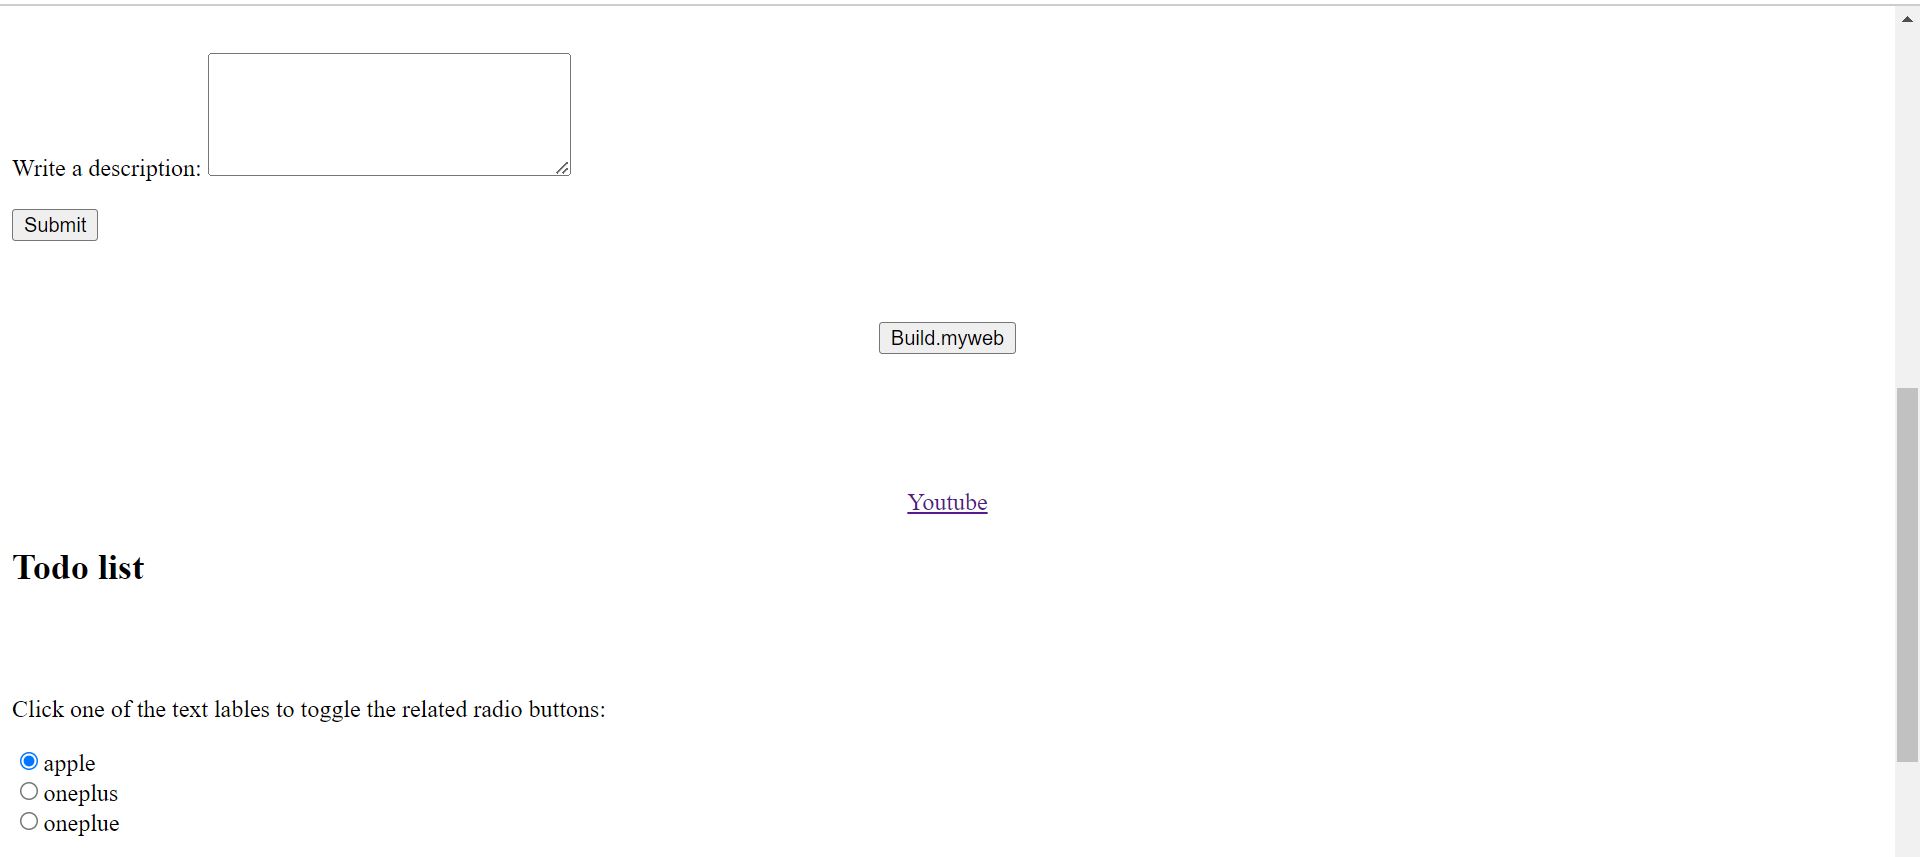 Write a description:
Submit
Build.myweb
Youtube
Todo list
Click one of the text lables to toggle the related radio buttons:
apple
oneplus
oneplue